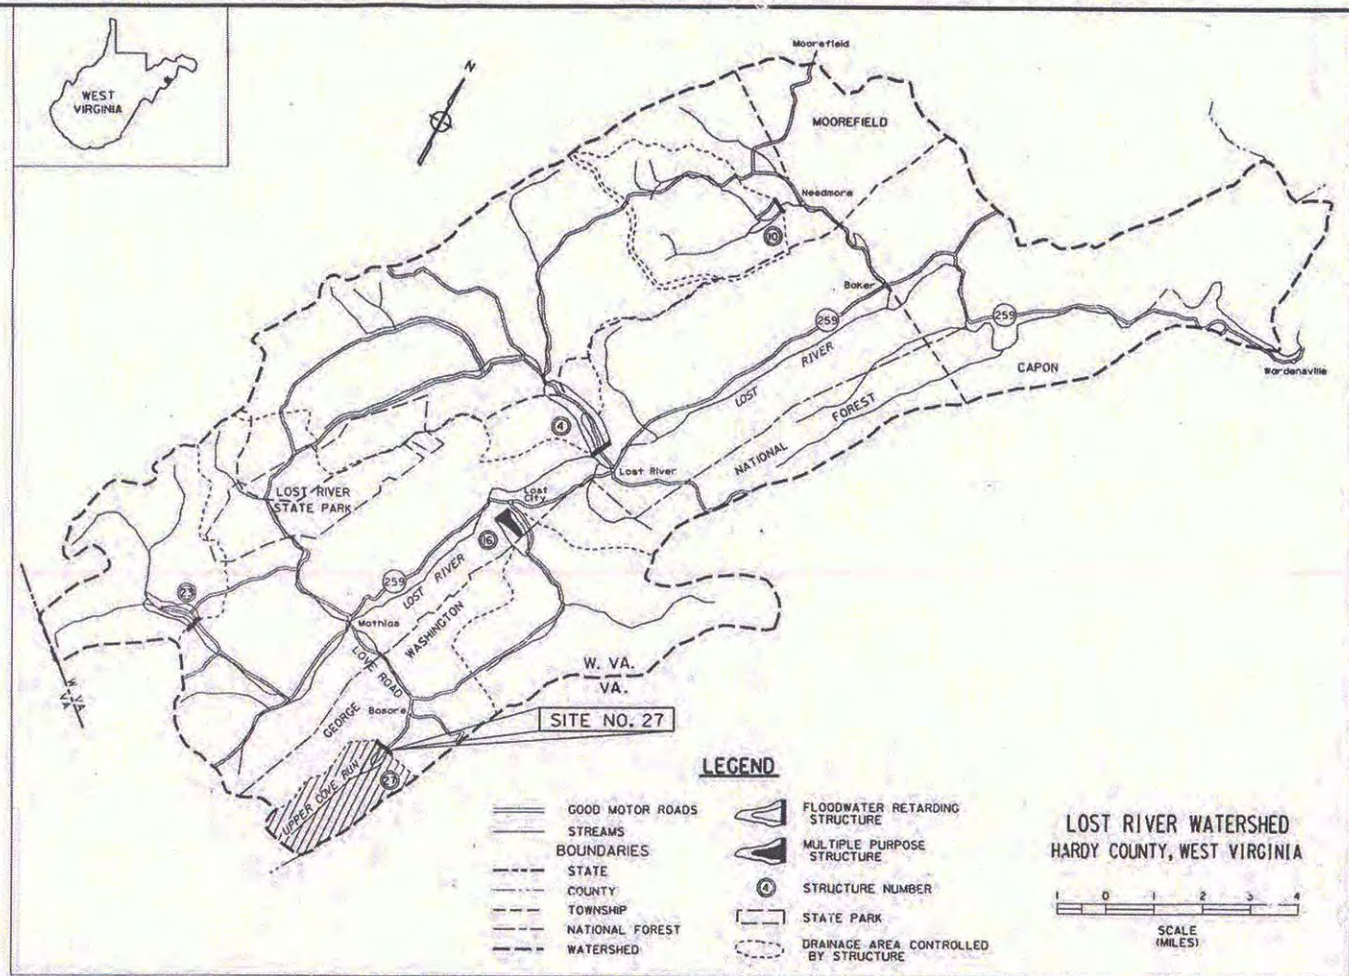 WEST
VIRGINIA
N
Moorefield
MOOREFIELD
Needmore
10
Baker
259
259
LOST RIVER
CAPON
Wardensville
NATIONAL FOREST
4
Lost River
LOST RIVER
STATE PARK
Lost
City
16
259
LOST RIVER
23
Mathias
WASHINGTON
LOVE ROAD
W. VA.
VA.
W. VA.
VA.
GEORGE
Basore
SITE NO. 27
UPPER COVE RUN
27
LEGEND
GOOD MOTOR ROADS
STREAMS
BOUNDARIES
STATE
COUNTY
TOWNSHIP
NATIONAL FOREST
WATERSHED
FLOODWATER RETARDING
STRUCTURE
MULTIPLE PURPOSE
STRUCTURE
4
STRUCTURE NUMBER
STATE PARK
DRAINAGE AREA CONTROLLED
BY STRUCTURE
LOST RIVER WATERSHED
HARDY COUNTY, WEST VIRGINIA
1 0 1 2 3 4
SCALE
(MILES)